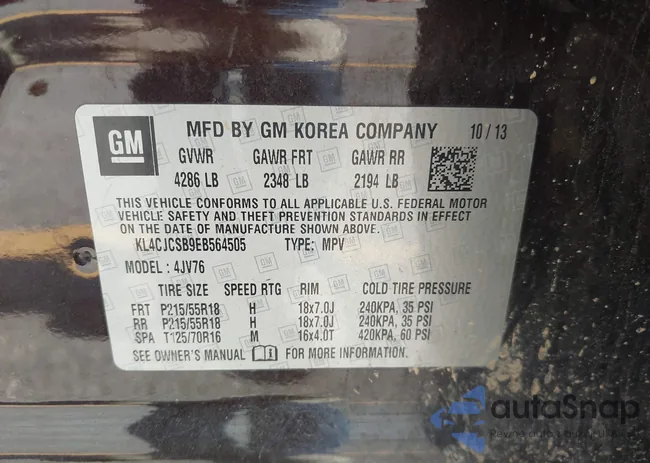 GM
MFD BY GM KOREA COMPANY 10/13
GVWR GAWR FRT GAWR RR
4286 LB 2348 LB 2194 LB
THIS VEHICLE CONFORMS TO ALL APPLICABLE U.S. FEDERAL MOTOR
VEHICLE SAFETY AND THEFT PREVENTION STANDARDS IN EFFECT
ON THE DATE OF MANUFACTURE SHOWN ABOVE.
KL4CJCSB9EB564505 TYPE: MPV
MODEL: 4JV76
TIRE SIZE SPEED RTG RIM COLD TIRE PRESSURE
FRT P215/55R18 H 18x7.0J 240KPA, 35 PSI
RR P215/55R18 H 18x7.0J 240KPA, 35 PSI
SPA T125/70R16 M 16x4.0T 420KPA, 60 PSI
SEE OWNER'S MANUAL FOR MORE INFORMATION.
autoSnap